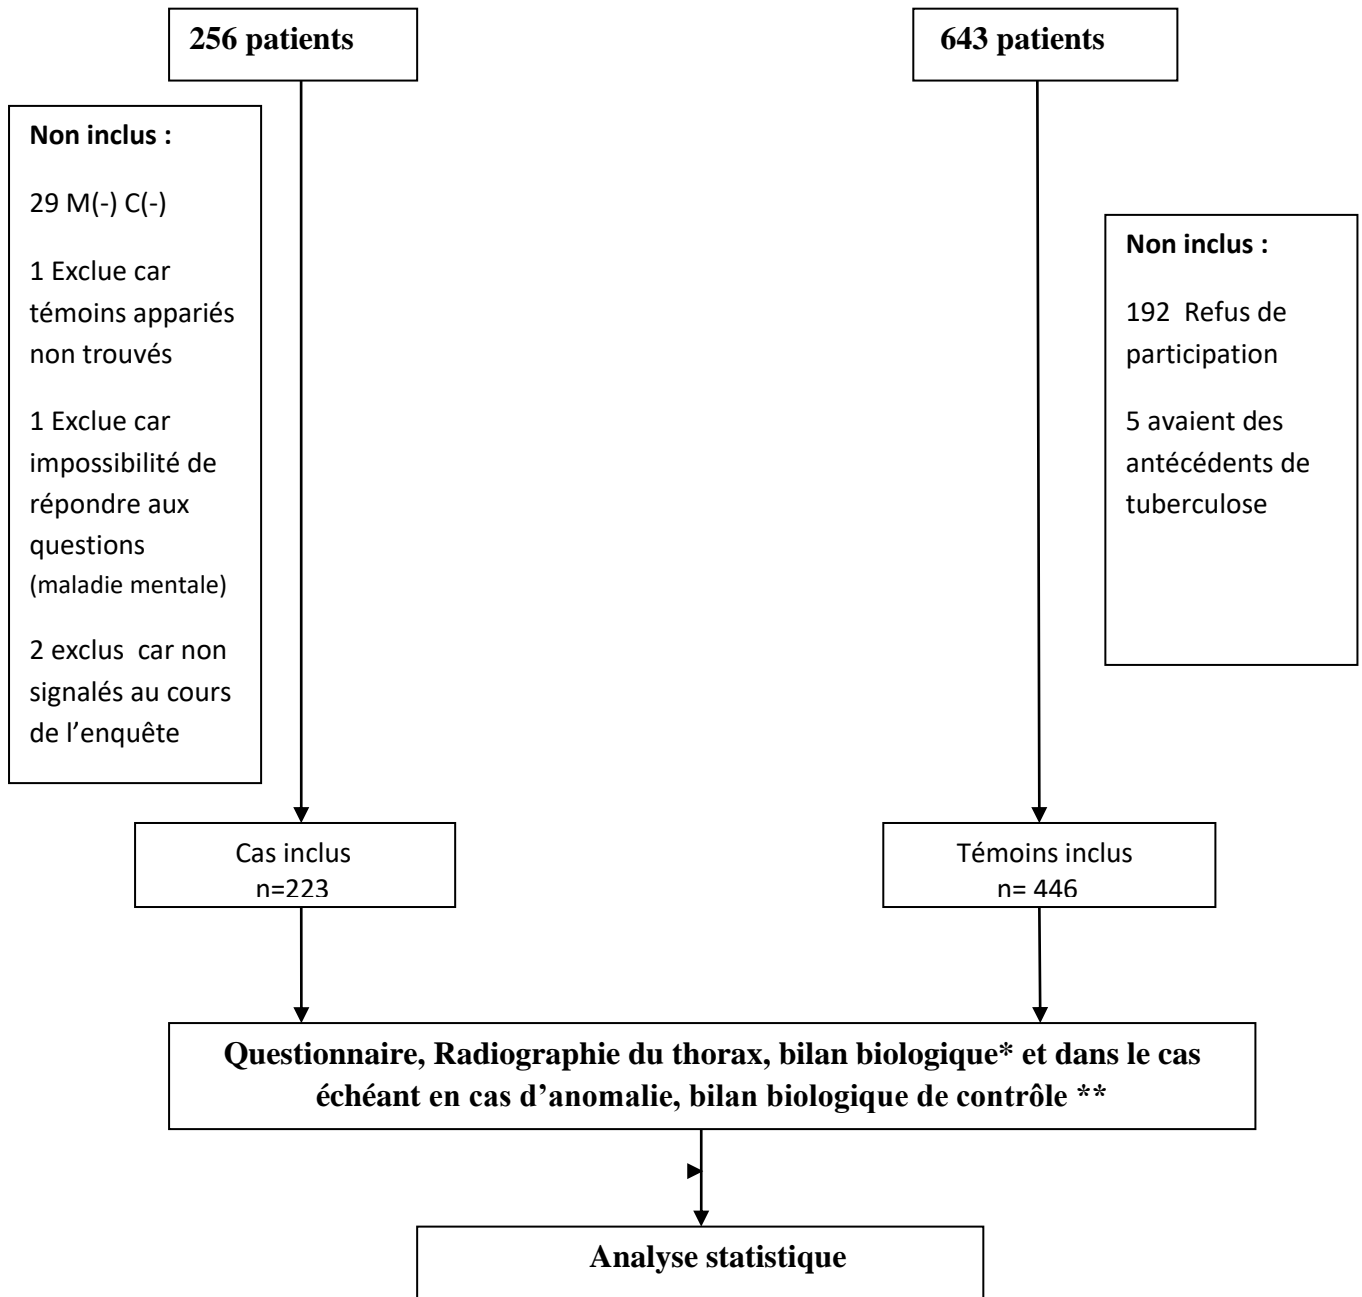 256 patients
643 patients
Non inclus :
29 M(-) C(-)
1 Exclue car
témoins appariés
non trouvés
1 Exclue car
impossibilité de
répondre aux
questions
(maladie mentale)
2 exclus  car non
signalés au cours
de l’enquête
Non inclus :
192  Refus de
participation
5 avaient des
antécédents de
tuberculose
Cas inclus
n=223
Témoins inclus
n= 446
Questionnaire, Radiographie du thorax, bilan biologique* et dans le cas
échéant en cas d’anomalie, bilan biologique de contrôle **
Analyse statistique